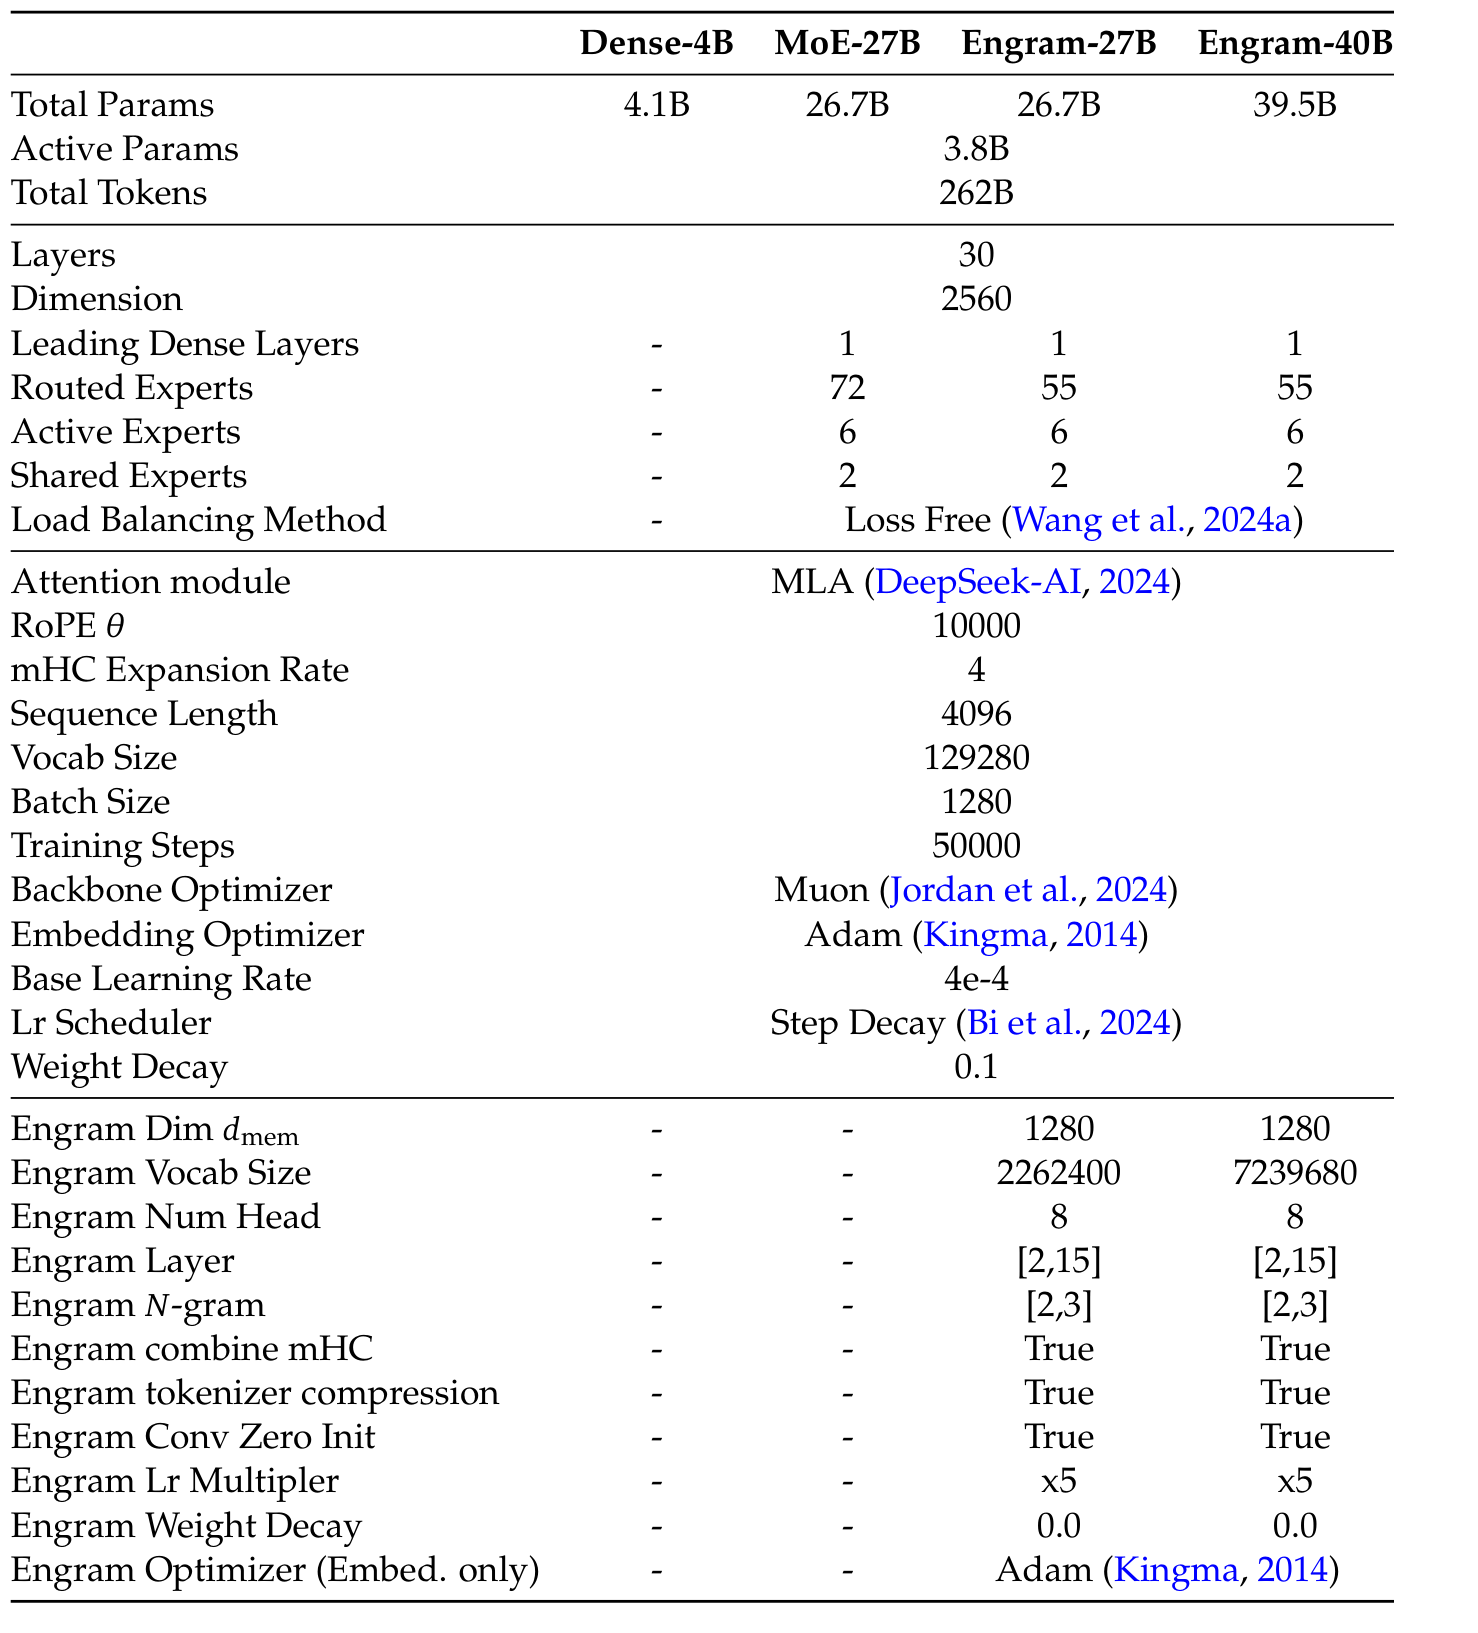 Dense-4B MoE-27B Engram-27B Engram-40B
Total Params 4.1B 26.7B 26.7B 39.5B
Active Params 3.8B
Total Tokens 262B
Layers 30
Dimension 2560
Leading Dense Layers - 1 1 1
Routed Experts - 72 55 55
Active Experts - 6 6 6
Shared Experts - 2 2 2
Load Balancing Method - Loss Free (Wang et al., 2024a)
Attention module MLA (DeepSeek-AI, 2024)
RoPE θ 10000
mHC Expansion Rate 4
Sequence Length 4096
Vocab Size 129280
Batch Size 1280
Training Steps 50000
Backbone Optimizer Muon (Jordan et al., 2024)
Embedding Optimizer Adam (Kingma, 2014)
Base Learning Rate 4e-4
Lr Scheduler Step Decay (Bi et al., 2024)
Weight Decay 0.1
Engram Dim d_mem - - 1280 1280
Engram Vocab Size - - 2262400 7239680
Engram Num Head - - 8 8
Engram Layer - - [2,15] [2,15]
Engram N-gram - - [2,3] [2,3]
Engram combine mHC - - True True
Engram tokenizer compression - - True True
Engram Conv Zero Init - - True True
Engram Lr Multipler - - x5 x5
Engram Weight Decay - - 0.0 0.0
Engram Optimizer (Embed. only) - - Adam (Kingma, 2014)